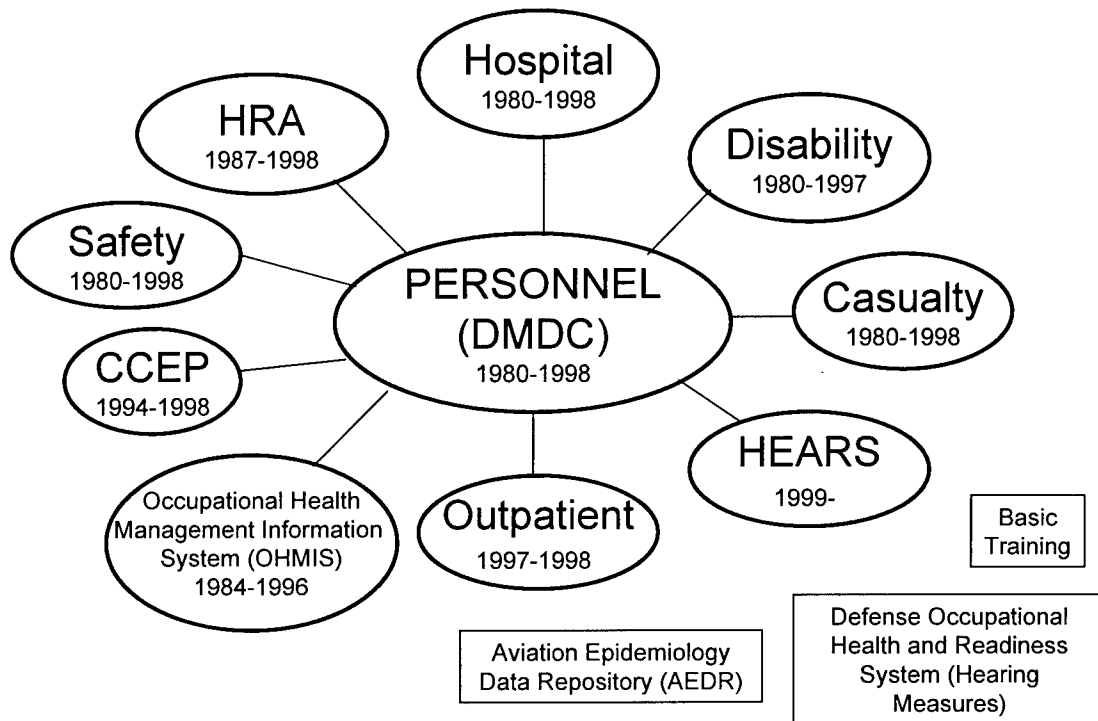 Hospital
1980-1998
HRA
1987-1998
Disability
1980-1997
Safety
1980-1998
PERSONNEL
(DMDC)
1980-1998
Casualty
1980-1998
CCEP
1994-1998
HEARS
1999-
Occupational Health
Management Information
System (OHMIS)
1984-1996
Outpatient
1997-1998
Basic
Training
Aviation Epidemiology
Data Repository (AEDR)
Defense Occupational
Health and Readiness
System (Hearing
Measures)